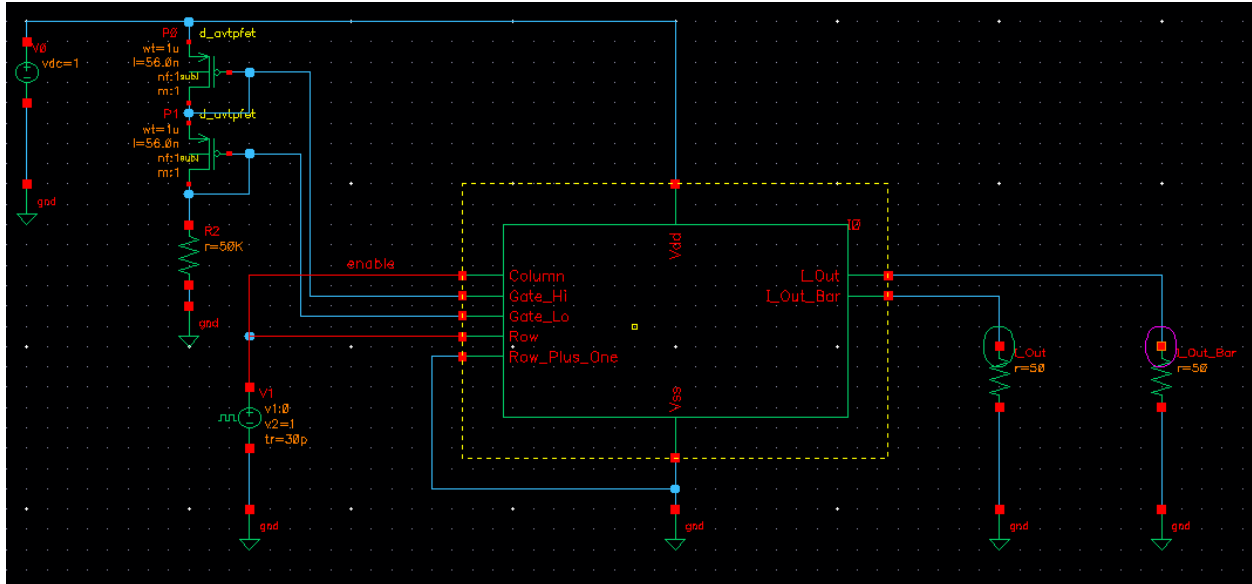 V0
vdc=1
gnd
P0
d_avtpfet
wt=1u
l=56.0n
nf:1
subl
m:1
P1
d_avtpfet
wt=1u
l=56.0n
nf:1
subl
m:1
R2
r=50K
gnd
enable
V1
v1:0
v2=1
tr=30p
gnd
I0
Vdd
Column
Gate_Hi
Gate_Lo
Row
Row_Plus_One
I_Out
I_Out_Bar
Vss
gnd
I_Out
r=50
gnd
I_Out_Bar
r=50
gnd